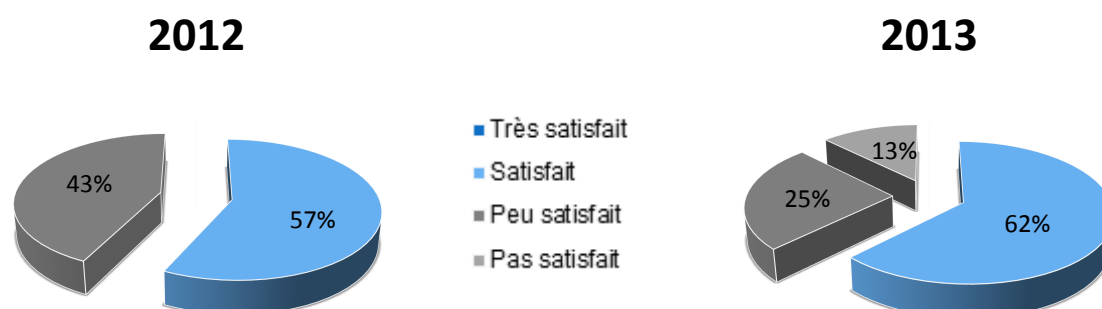 2012
2013
43%
57%
Très satisfait
Satisfait
Peu satisfait
Pas satisfait
13%
25%
62%